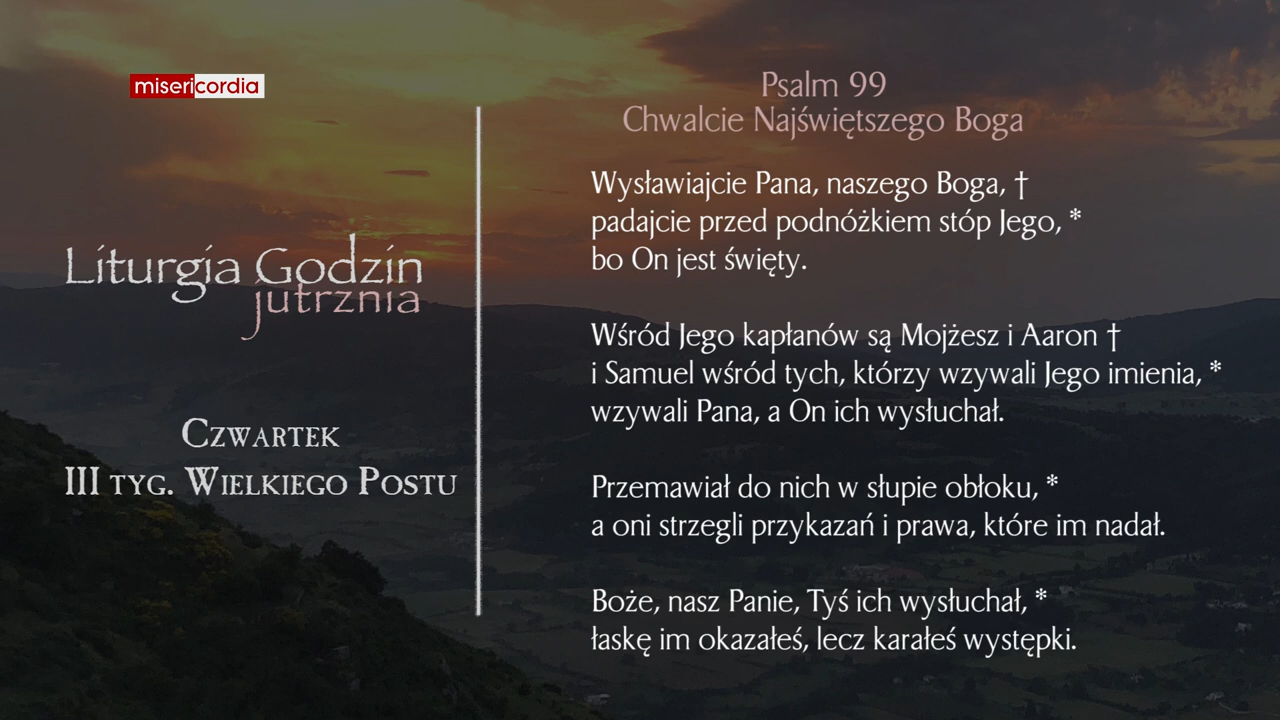 misericordia
Liturgia Godzin
jutrznia
Czwartek
III tyg. Wielkiego Postu
Psalm 99
Chwalcie Najświętszego Boga
Wysławiajcie Pana, naszego Boga, †
padajcie przed podnóżkiem stóp Jego, *
bo On jest święty.
Wśród Jego kapłanów są Mojżesz i Aaron †
i Samuel wśród tych, którzy wzywali Jego imienia, *
wzywali Pana, a On ich wysłuchał.
Przemawiał do nich w słupie obłoku, *
a oni strzegli przykazań i prawa, które im nadał.
Boże, nasz Panie, Tyś ich wysłuchał, *
łaskę im okazałeś, lecz karałeś występki.